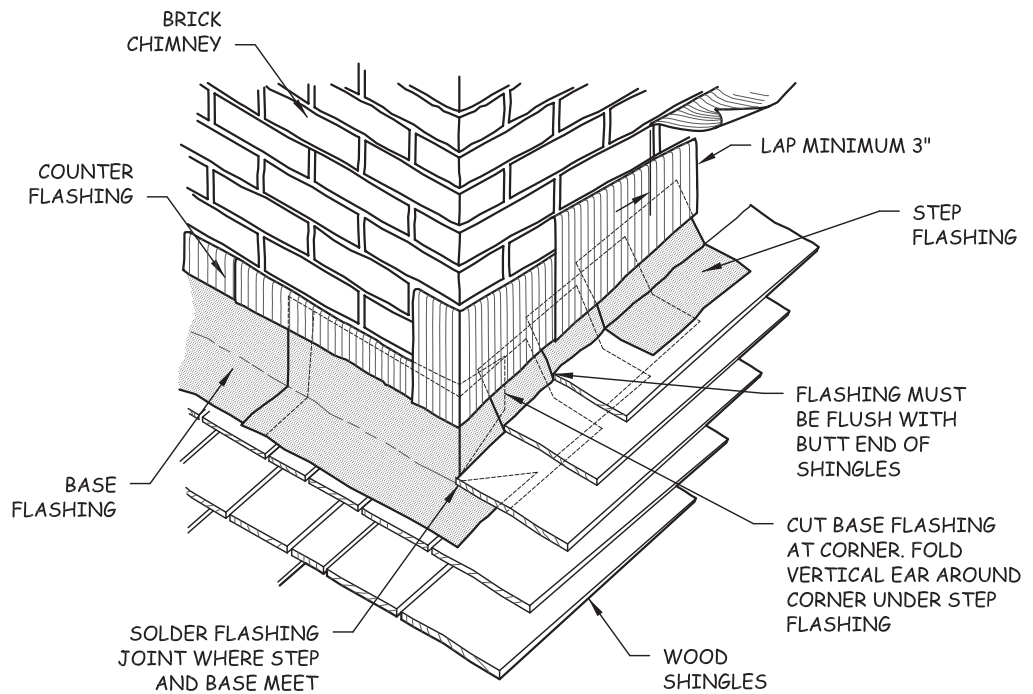 BRICK
CHIMNEY
COUNTER
FLASHING
LAP MINIMUM 3"
STEP
FLASHING
FLASHING MUST
BE FLUSH WITH
BUTT END OF
SHINGLES
BASE
FLASHING
CUT BASE FLASHING
AT CORNER. FOLD
VERTICAL EAR AROUND
CORNER UNDER STEP
FLASHING
SOLDER FLASHING
JOINT WHERE STEP
AND BASE MEET
WOOD
SHINGLES